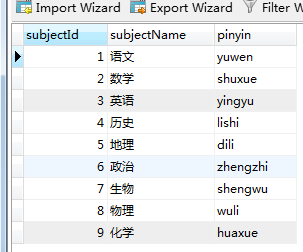 Import Wizard Export Wizard Filter W
subjectId subjectName pinyin
1 语文 yuwen
2 数学 shuxue
3 英语 yingyu
4 历史 lishi
5 地理 dili
6 政治 zhengzhi
7 生物 shengwu
8 物理 wuli
9 化学 huaxue